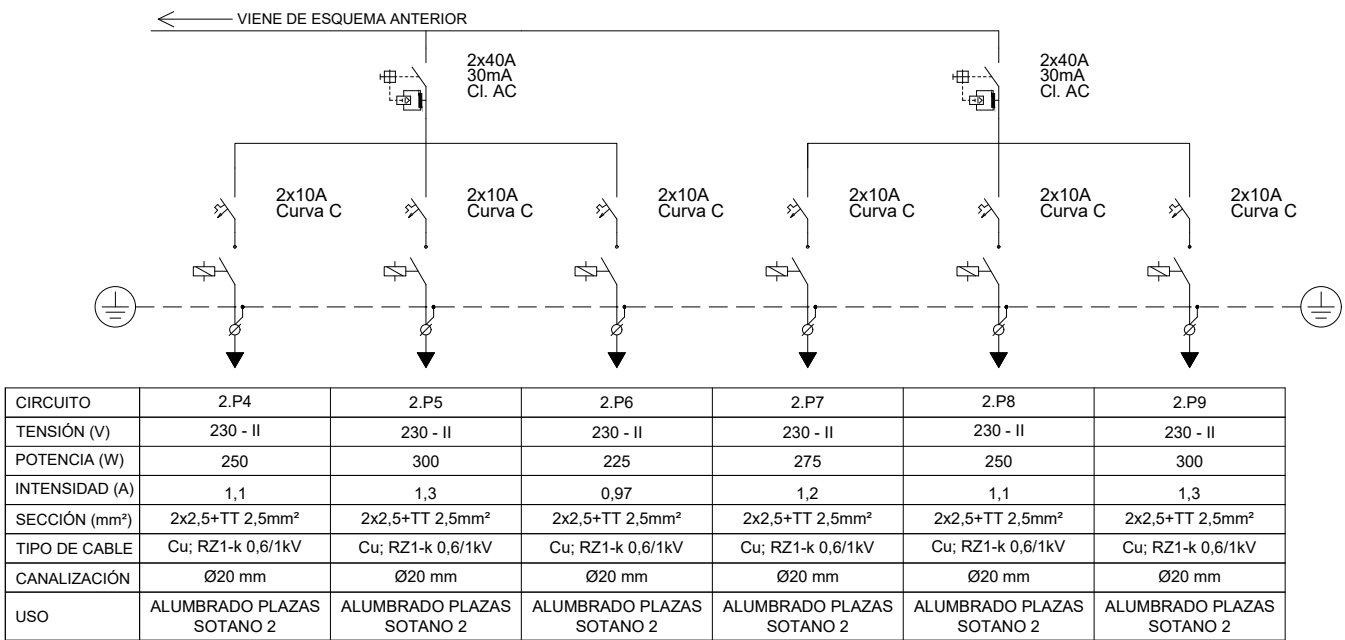 VIENE DE ESQUEMA ANTERIOR
2x40A
30mA
Cl. AC
2x40A
30mA
Cl. AC
2x10A
Curva C
2x10A
Curva C
2x10A
Curva C
2x10A
Curva C
2x10A
Curva C
2x10A
Curva C
CIRCUITO 2.P4 2.P5 2.P6 2.P7 2.P8 2.P9
TENSIÓN (V) 230 - II 230 - II 230 - II 230 - II 230 - II 230 - II
POTENCIA (W) 250 300 225 275 250 300
INTENSIDAD (A) 1,1 1,3 0,97 1,2 1,1 1,3
SECCIÓN (mm²) 2x2,5+TT 2,5mm² 2x2,5+TT 2,5mm² 2x2,5+TT 2,5mm² 2x2,5+TT 2,5mm² 2x2,5+TT 2,5mm² 2x2,5+TT 2,5mm²
TIPO DE CABLE Cu; RZ1-k 0,6/1kV Cu; RZ1-k 0,6/1kV Cu; RZ1-k 0,6/1kV Cu; RZ1-k 0,6/1kV Cu; RZ1-k 0,6/1kV Cu; RZ1-k 0,6/1kV
CANALIZACIÓN Ø20 mm Ø20 mm Ø20 mm Ø20 mm Ø20 mm Ø20 mm
USO ALUMBRADO PLAZAS ALUMBRADO PLAZAS ALUMBRADO PLAZAS ALUMBRADO PLAZAS ALUMBRADO PLAZAS ALUMBRADO PLAZAS
SOTANO 2 SOTANO 2 SOTANO 2 SOTANO 2 SOTANO 2 SOTANO 2